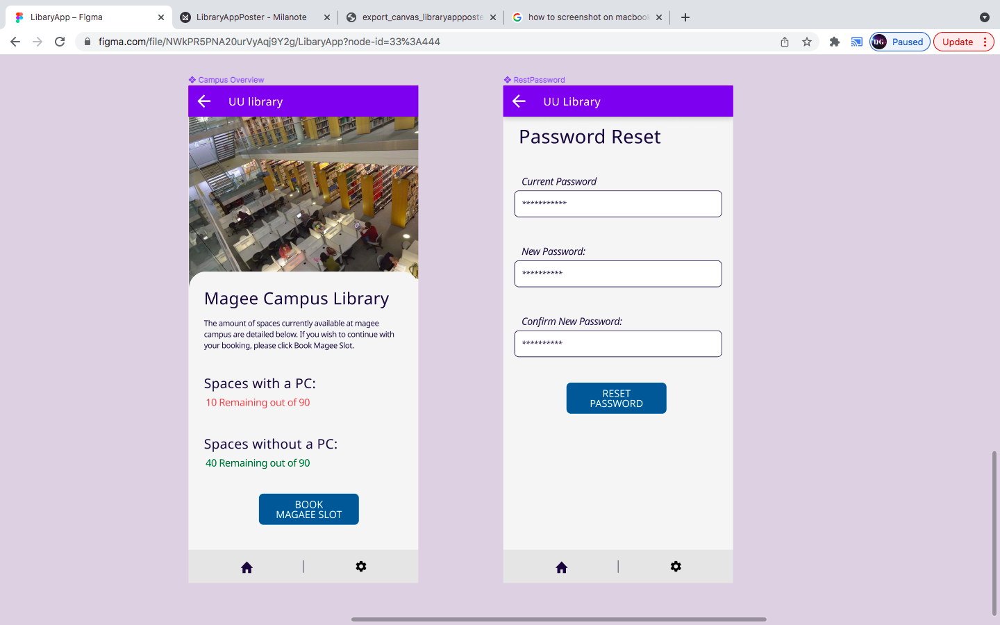 LibaryApp – Figma
LibraryAppPoster - Milanote
export_canvas_libraryappposte
how to screenshot on macbook
figma.com/file/NWkPR5PNA20urVyAqj9Y2g/LibaryApp?node-id=33%3A444
DG
Paused
Update
Campus Overview
UU library
Magee Campus Library
The amount of spaces currently available at magee
campus are detailed below. If you wish to continue with
your booking, please click Book Magee Slot.
Spaces with a PC:
10 Remaining out of 90
Spaces without a PC:
40 Remaining out of 90
BOOK
MAGAEE SLOT
RestPassword
UU Library
Password Reset
Current Password
***********
New Password:
**********
Confirm New Password:
**********
RESET
PASSWORD